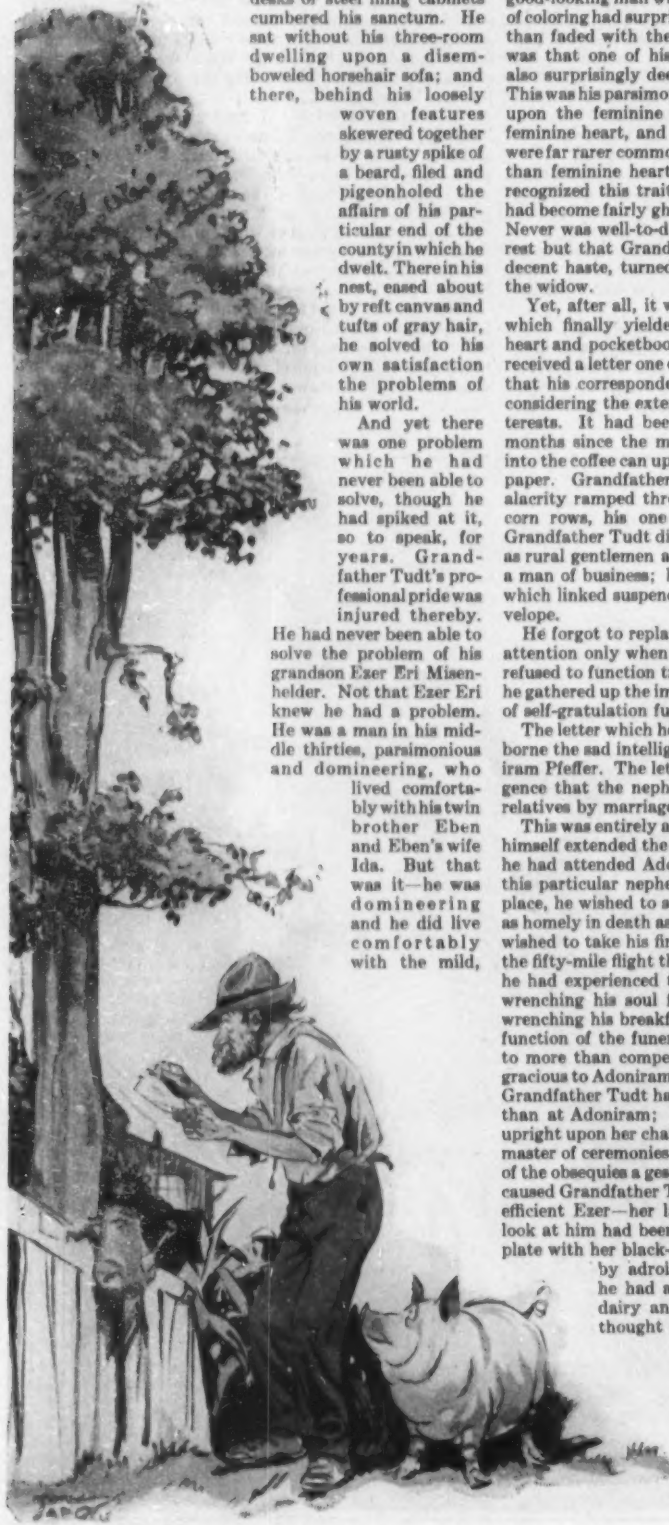 cumbered his sanctum. He
sat without his three-room
dwelling upon a disem-
boweled horsehair sofa; and
there, behind his loosely
woven features
skewered together
by a rusty spike of
a beard, filed and
pigeonholed the
affairs of his par-
ticular end of the
county in which he
dwelt. There in his
nest, eased about
by reft canvas and
tufts of gray hair,
he solved to his
own satisfaction
the problems of
his world.
And yet there
was one problem
which he had
never been able to
solve, though he
had spiked at it,
so to speak, for
years. Grand-
father Tudt's pro-
fessional pride was
injured thereby.
He had never been able to
solve the problem of his
grandson Ezer Eri Misen-
helder. Not that Ezer Eri
knew he had a problem.
He was a man in his mid-
dle thirties, parsimonious
and domineering, who
lived comforta-
bly with his twin
brother Eben
and Eben's wife
Ida. But that
was it—he was
domineering
and he did live
comfortably
with the mild,
of coloring had surpri
than faded with the
was that one of his
also surprisingly dee
This was his parsimo
upon the feminine
feminine heart, and
were far rarer commo
than feminine heart
recognized this trait
had become fairly gh
Never was well-to-d
rest but that Grand
decent haste, turned
the widow.
Yet, after all, it w
which finally yielde
heart and pocketboo
received a letter one
that his corresponde
considering the exte
terests. It had bee
months since the m
into the coffee can up
paper. Grandfather
alacrity ramped thre
corn rows, his one
Grandfather Tudt di
as rural gentlemen a
a man of business; 
which linked suspend
velope.
He forgot to repla
attention only when
refused to function t
he gathered up the im
of self-gratulation fu
The letter which he
borne the sad intellig
iram Pfeffer. The let
gence that the neph
relatives by marriage
This was entirely a
himself extended the
he had attended Ado
this particular nephe
place, he wished to s
as homely in death as
wished to take his fir
the fifty-mile flight th
he had experienced t
wrenching his soul
wrenching his breakf
function of the funer
to more than compe
gracious to Adoniram
Grandfather Tudt ha
than at Adoniram;
upright upon her cha
master of ceremonies
of the obsequies a ges
caused Grandfather T
efficient Ezer—her l
look at him had been
plate with her black-
by adrol
he had a
dairy an
thought